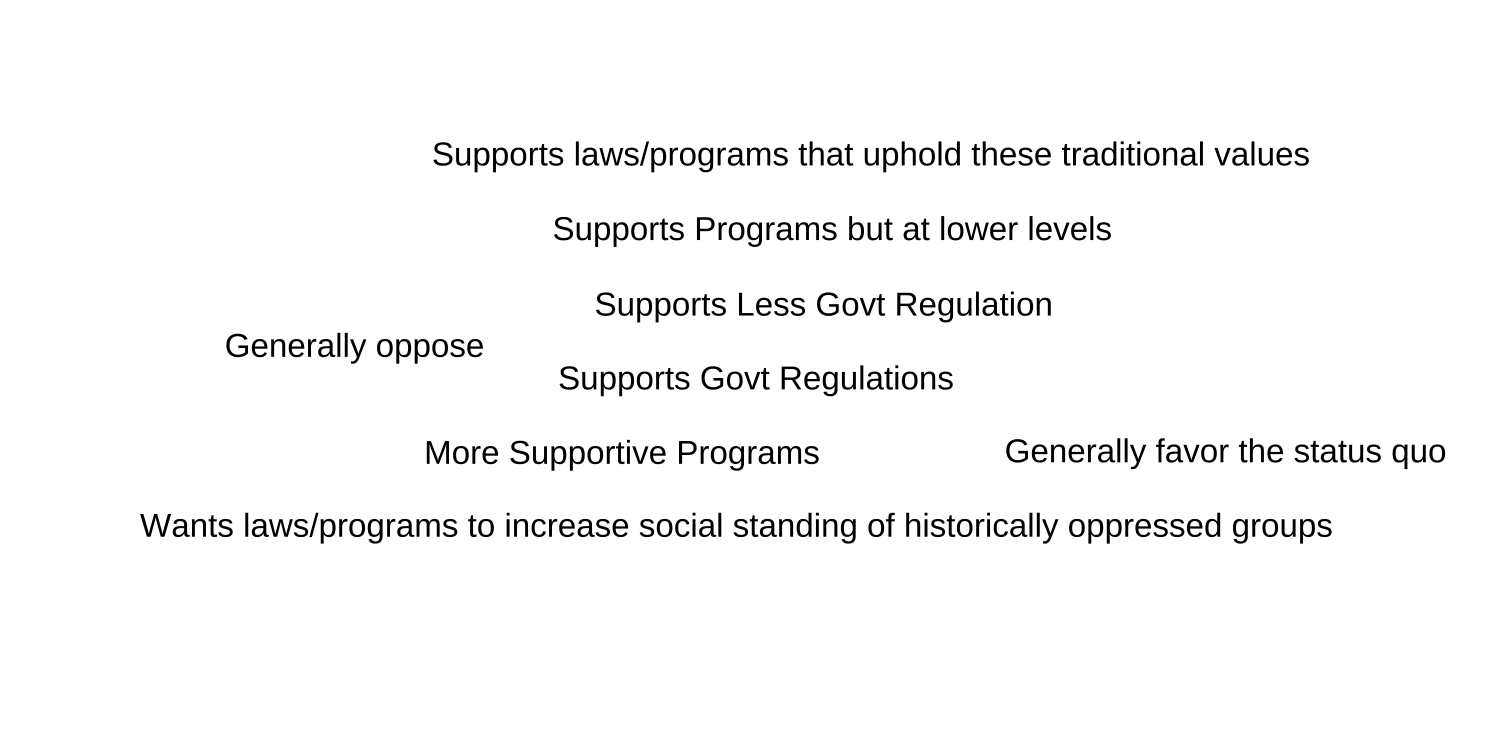 Supports laws/programs that uphold these traditional values
Supports Programs but at lower levels
Supports Less Govt Regulation
Generally oppose
Supports Govt Regulations
More Supportive Programs
Generally favor the status quo
Wants laws/programs to increase social standing of historically oppressed groups